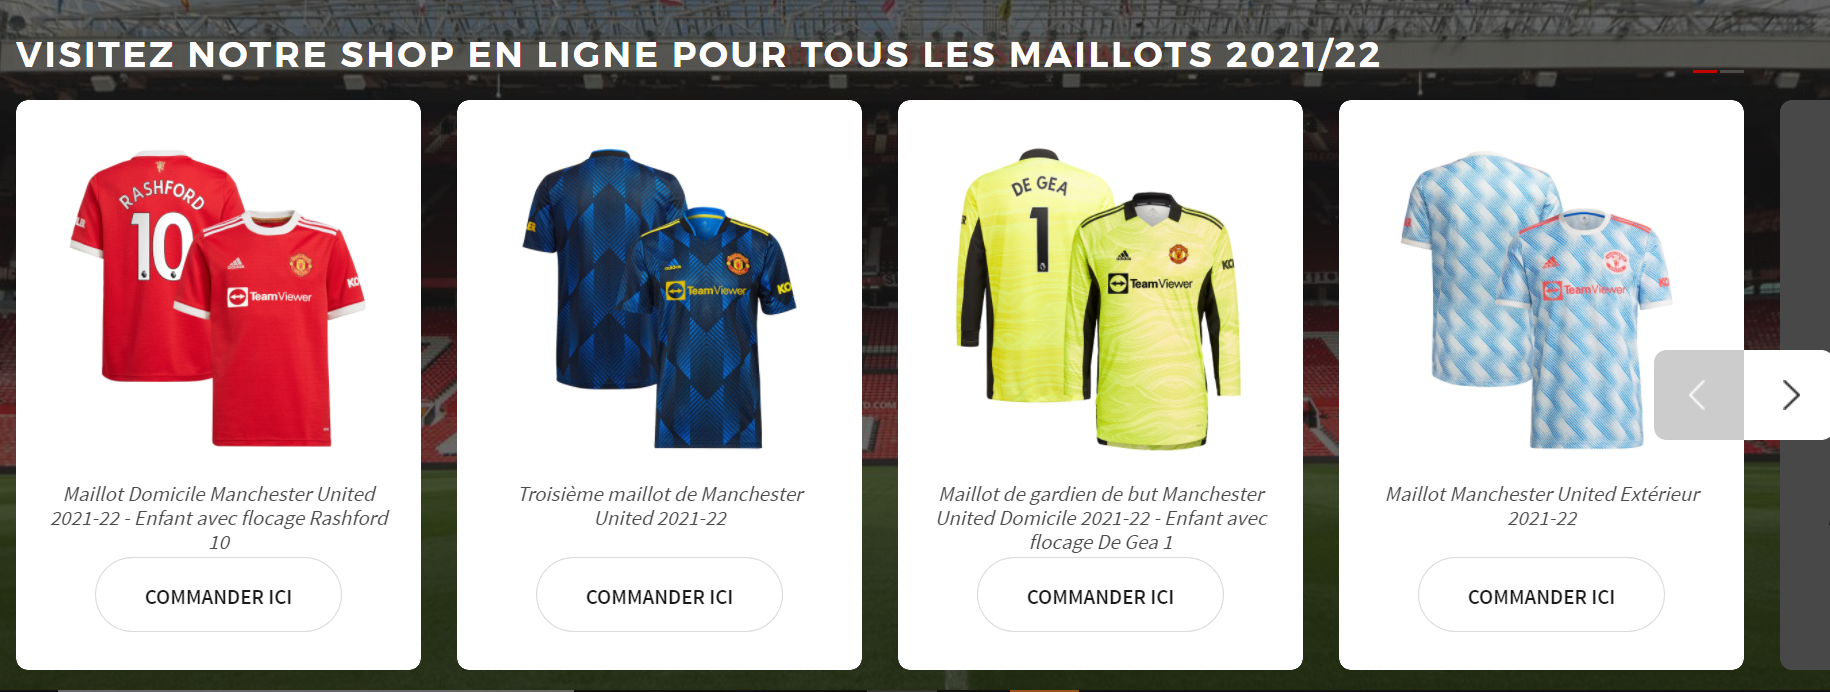 VISITEZ NOTRE SHOP EN LIGNE POUR TOUS LES MAILLOTS 2021/22
RASHFORD
10
TeamViewer
Maillot Domicile Manchester United
2021-22 - Enfant avec flocage Rashford
10
COMMANDER ICI
adidas
TeamViewer
Troisième maillot de Manchester
United 2021-22
COMMANDER ICI
DE GEA
1
TeamViewer
Maillot de gardien de but Manchester
United Domicile 2021-22 - Enfant avec
flocage De Gea 1
COMMANDER ICI
TeamViewer
Maillot Manchester United Extérieur
2021-22
COMMANDER ICI